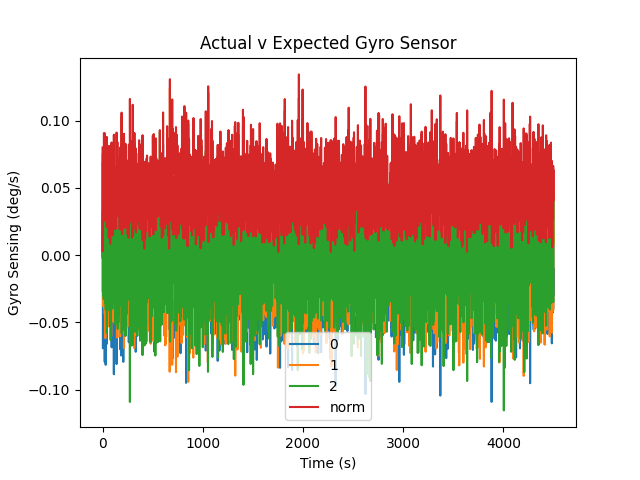 Actual v Expected Gyro Sensor
Gyro Sensing (deg/s)
0.10
0.05
0.00
−0.05
−0.10
0
1
2
norm
0 1000 2000 3000 4000
Time (s)